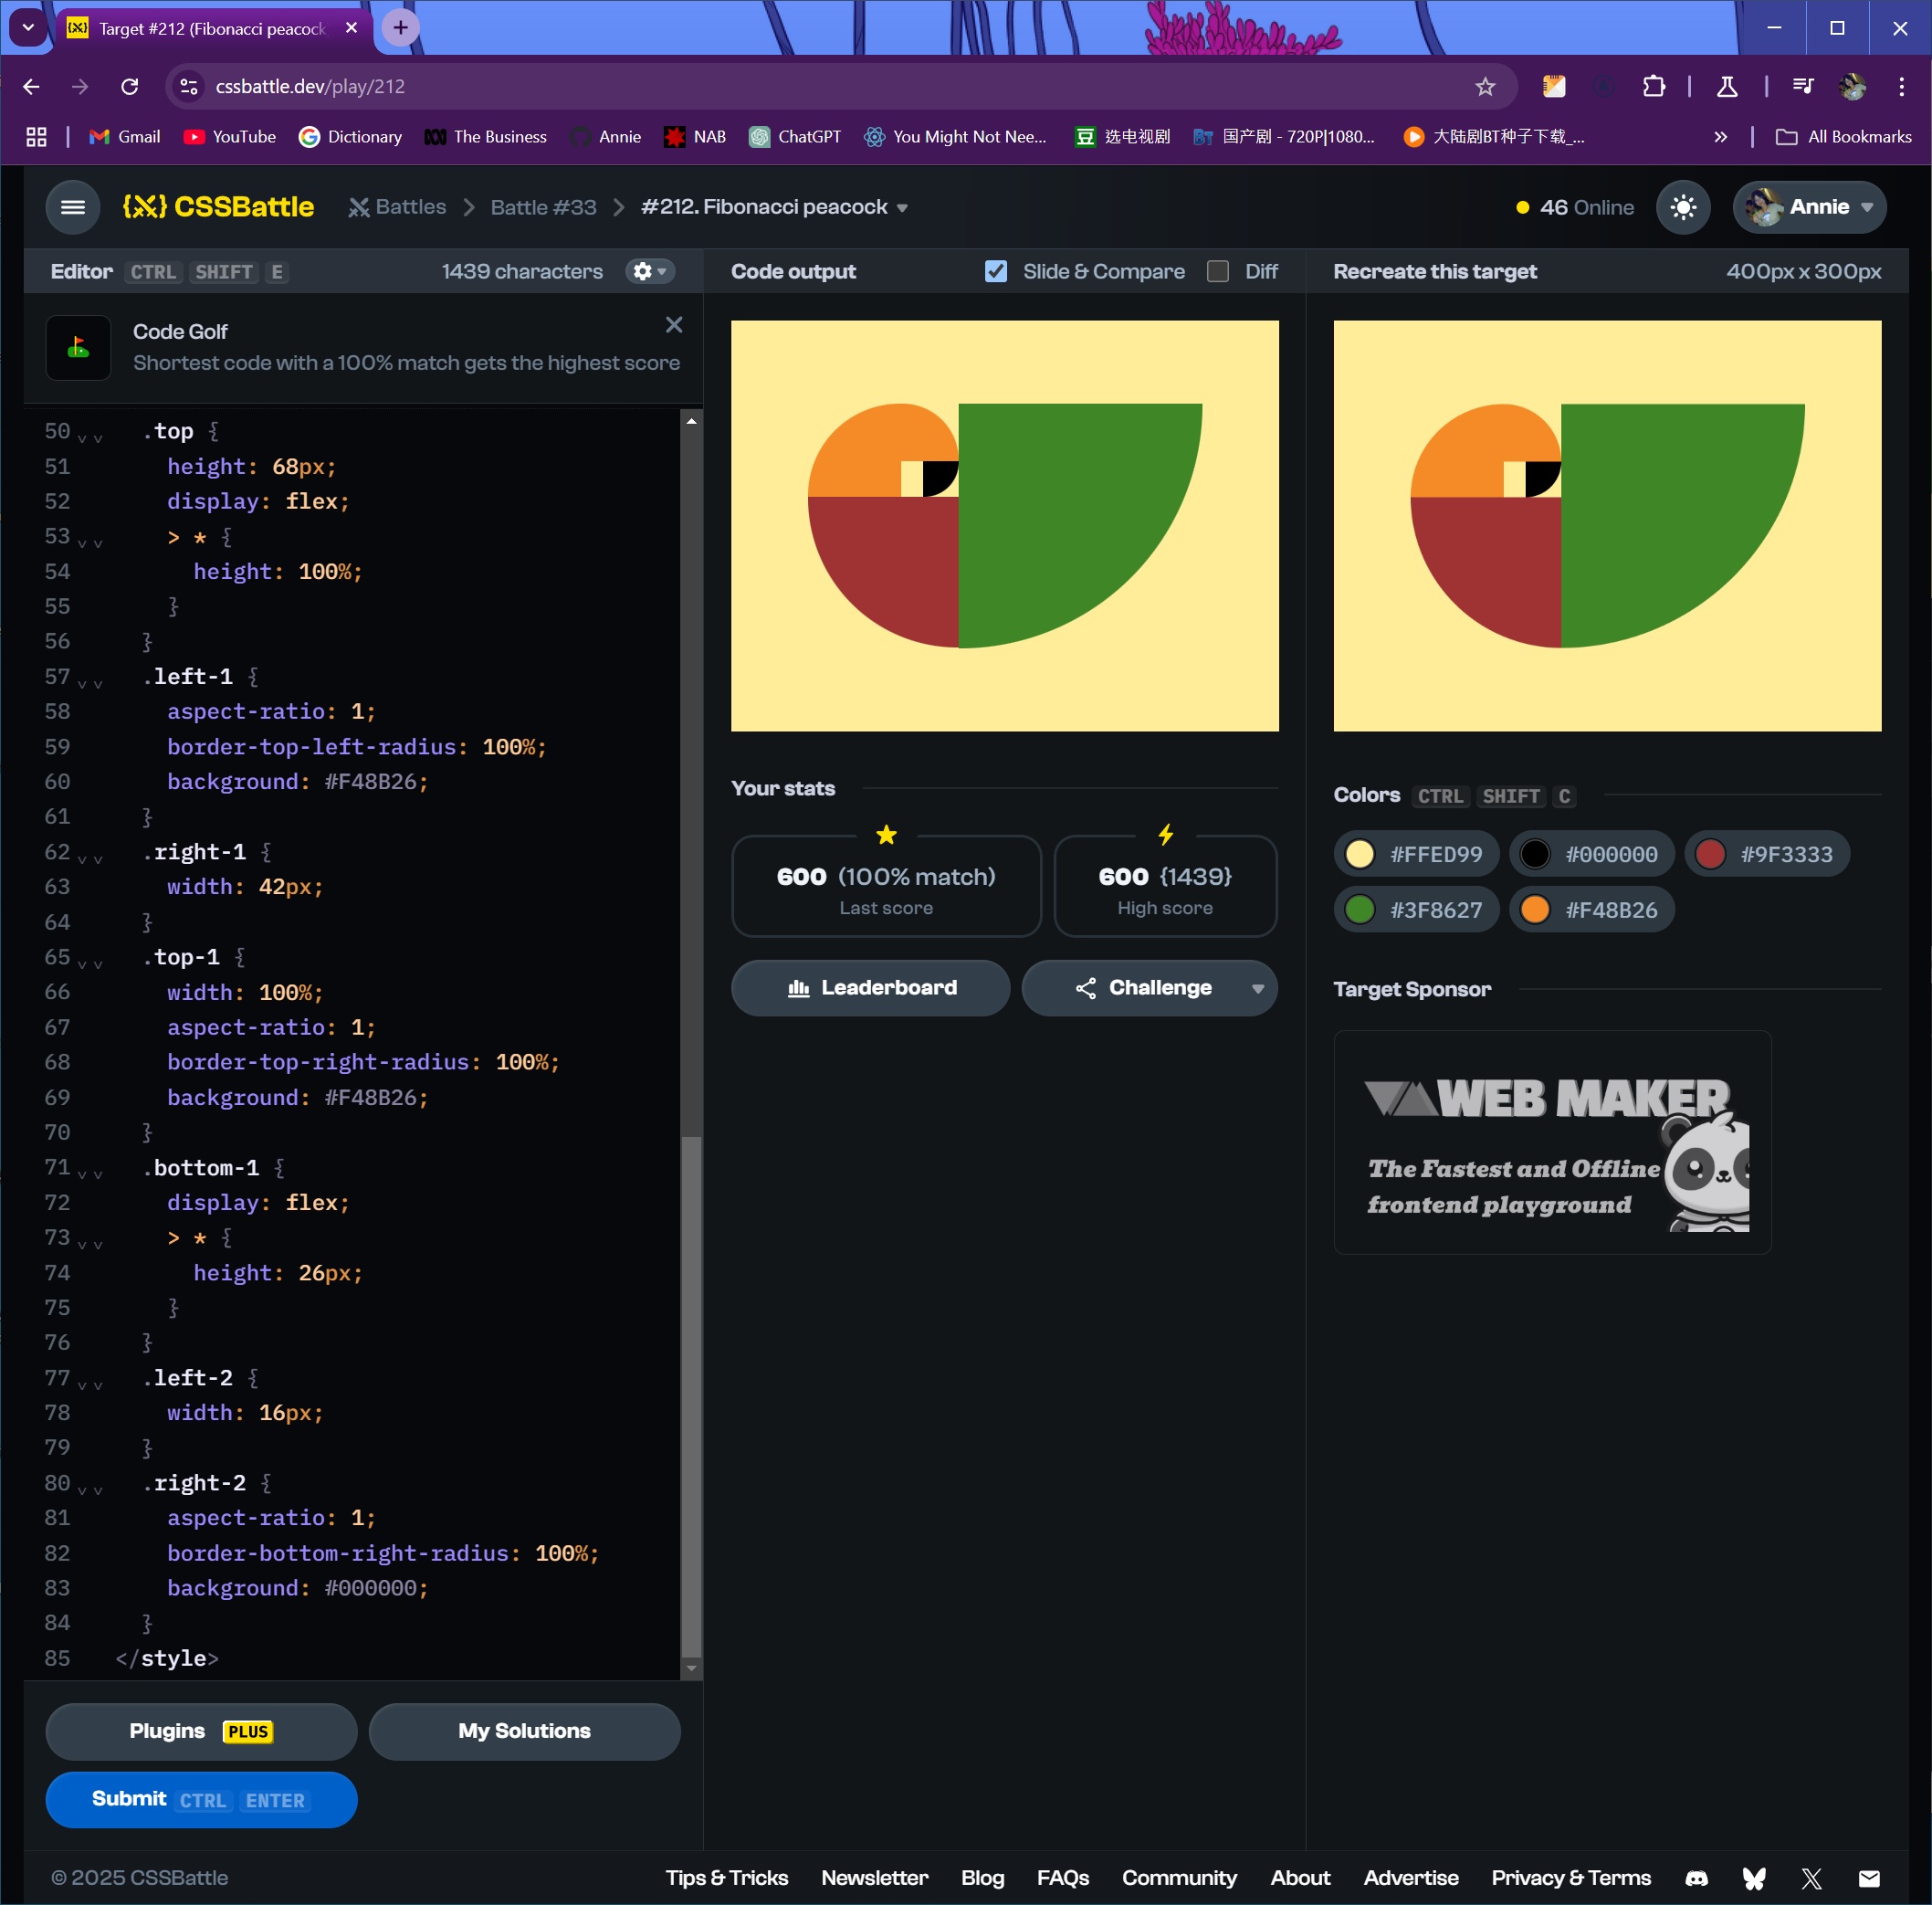 Target #212 (Fibonacci peacock
cssbattle.dev/play/212
Gmail
YouTube
Dictionary
The Business
Annie
NAB
ChatGPT
You Might Not Nee...
选电视剧
国产剧 - 720P|1080...
大陆剧BT种子下载_...
»
All Bookmarks
{X} CSSBattle
Battles > Battle #33 > #212. Fibonacci peacock
46 Online
Annie
Editor CTRL SHIFT E
1439 characters
Code output
Slide & Compare
Diff
Recreate this target
400px x 300px
Code Golf
Shortest code with a 100% match gets the highest score
50 .top {
51 height: 68px;
52 display: flex;
53 > * {
54 height: 100%;
55 }
56 }
57 .left-1 {
58 aspect-ratio: 1;
59 border-top-left-radius: 100%;
60 background: #F48B26;
61 }
62 .right-1 {
63 width: 42px;
64 }
65 .top-1 {
66 width: 100%;
67 aspect-ratio: 1;
68 border-top-right-radius: 100%;
69 background: #F48B26;
70 }
71 .bottom-1 {
72 display: flex;
73 > * {
74 height: 26px;
75 }
76 }
77 .left-2 {
78 width: 16px;
79 }
80 .right-2 {
81 aspect-ratio: 1;
82 border-bottom-right-radius: 100%;
83 background: #000000;
84 }
85 </style>
Plugins PLUS
My Solutions
Submit CTRL ENTER
Your stats
600 (100% match)
Last score
600 {1439}
High score
Leaderboard
Challenge
Colors CTRL SHIFT C
#FFED99
#000000
#9F3333
#3F8627
#F48B26
Target Sponsor
WEB MAKER
The Fastest and Offline
frontend playground
© 2025 CSSBattle
Tips & Tricks
Newsletter
Blog
FAQs
Community
About
Advertise
Privacy & Terms